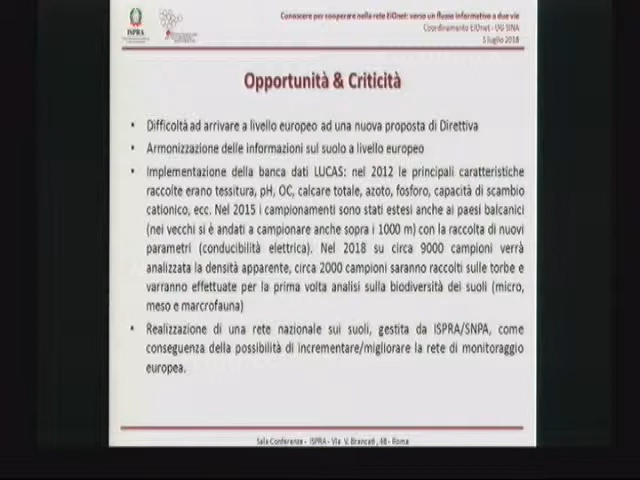 Conoscere per cooperare nella rete EIOnet: verso un flusso informativo a due vie
Coordinamento EIOnet - UG SINA
5 luglio 2018
ISPRA
Opportunità & Criticità
• Difficoltà ad arrivare a livello europeo ad una nuova proposta di Direttiva
• Armonizzazione delle informazioni sul suolo a livello europeo
• Implementazione della banca dati LUCAS: nel 2012 le principali caratteristiche
raccolte erano tessitura, pH, OC, calcare totale, azoto, fosforo, capacità di scambio
cationico, ecc. Nel 2015 i campionamenti sono stati estesi anche ai paesi balcanici
(nei vecchi si è andati a campionare anche sopra i 1000 m) con la raccolta di nuovi
parametri (conducibilità elettrica). Nel 2018 su circa 9000 campioni verrà
analizzata la densità apparente, circa 2000 campioni saranno raccolti sulle torbe e
varranno effettuate per la prima volta analisi sulla biodiversità dei suoli (micro,
meso e marcrofauna)
• Realizzazione di una rete nazionale sui suoli, gestita da ISPRA/SNPA, come
conseguenza della possibilità di incrementare/migliorare la rete di monitoraggio
europea.
Sala Conferenze - ISPRA - Via V. Brancati, 48 - Roma